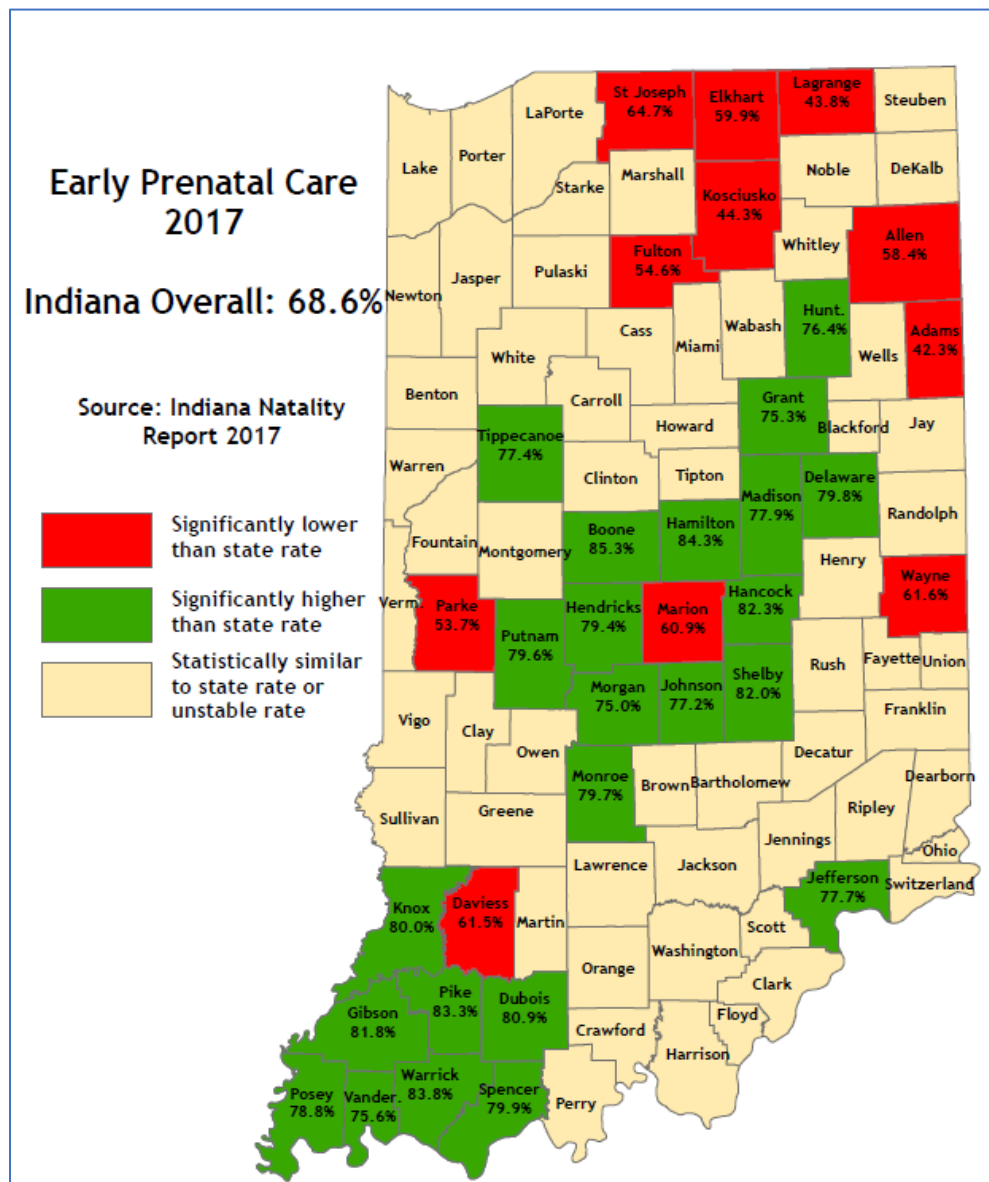 Early Prenatal Care
2017
Indiana Overall: 68.6%
Source: Indiana Natality
Report 2017
Significantly lower
than state rate
Significantly higher
than state rate
Statistically similar
to state rate or
unstable rate
St Joseph
64.7%
Elkhart
59.9%
Lagrange
43.8%
Steuben
LaPorte
Porter
Lake
Starke
Marshall
Noble
DeKalb
Kosciusko
44.3%
Whitley
Allen
58.4%
Fulton
54.6%
Pulaski
Jasper
Newton
Hunt.
76.4%
Wabash
Miami
Cass
White
Wells
Adams
42.3%
Benton
Carroll
Grant
75.3%
Blackford
Jay
Howard
Tippecanoe
77.4%
Warren
Clinton
Tipton
Madison
77.9%
Delaware
79.8%
Randolph
Fountain
Montgomery
Boone
85.3%
Hamilton
84.3%
Henry
Wayne
61.6%
Verm.
Parke
53.7%
Putnam
79.6%
Hendricks
79.4%
Marion
60.9%
Hancock
82.3%
Rush
Fayette
Union
Shelby
82.0%
Morgan
75.0%
Johnson
77.2%
Franklin
Vigo
Clay
Owen
Decatur
Monroe
79.7%
Brown
Bartholomew
Dearborn
Ripley
Sullivan
Greene
Jennings
Ohio
Lawrence
Jackson
Jefferson
77.7%
Switzerland
Knox
80.0%
Daviess
61.5%
Martin
Scott
Washington
Orange
Clark
Pike
83.3%
Dubois
80.9%
Gibson
81.8%
Floyd
Crawford
Harrison
Posey
78.8%
Vander.
75.6%
Warrick
83.8%
Spencer
79.9%
Perry